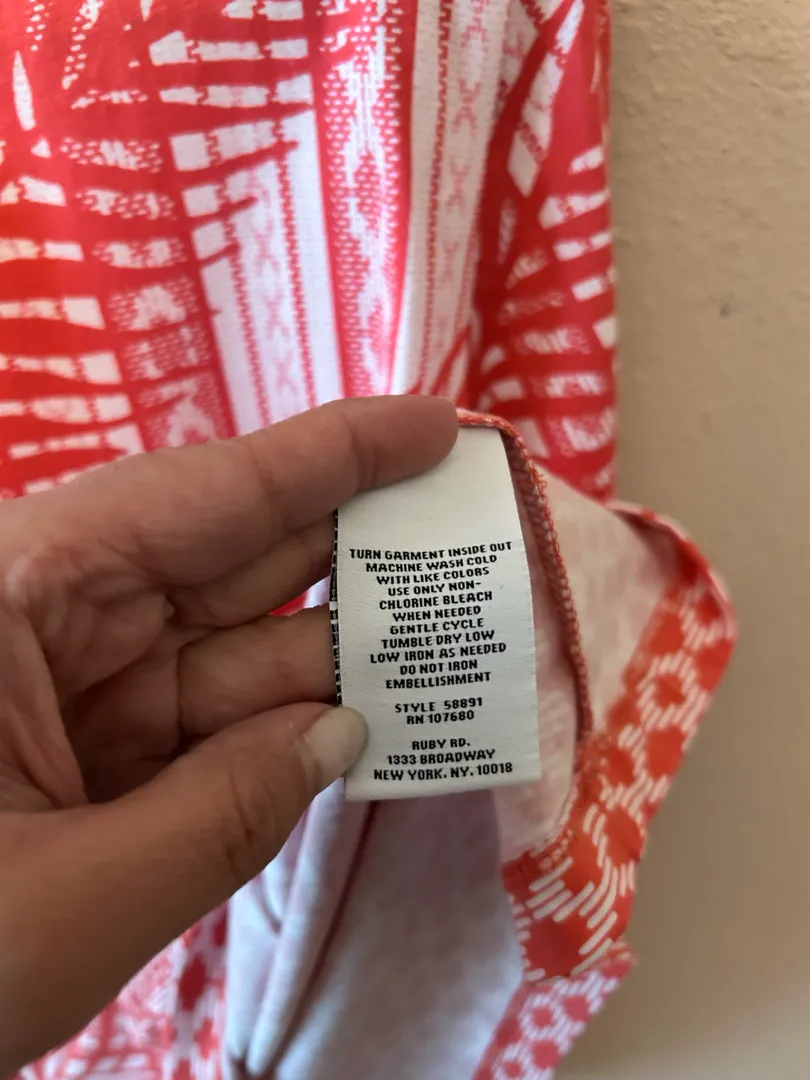 TURN GARMENT INSIDE OUT
MACHINE WASH COLD
WITH LIKE COLORS
USE ONLY NON-
CHLORINE BLEACH
WHEN NEEDED
GENTLE CYCLE
TUMBLE DRY LOW
LOW IRON AS NEEDED
DO NOT IRON
EMBELLISHMENT
STYLE 58891
RN 107680
RUBY RD.
1333 BROADWAY
NEW YORK. NY. 10018